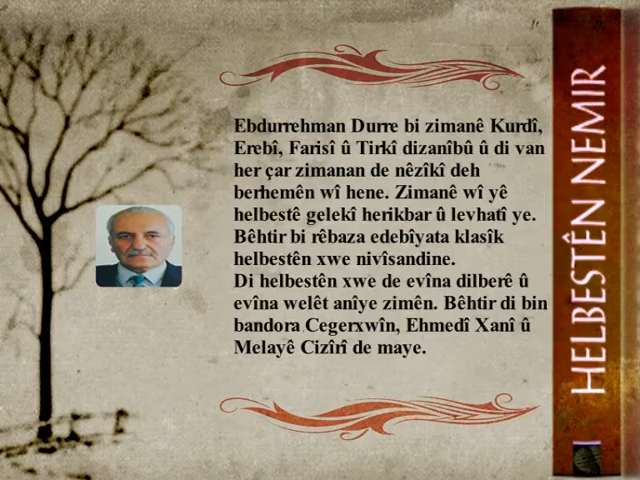 Ebdurrehman Durre bi zimanê Kurdî,
Erebî, Farisî û Tirkî dizanîbû û di van
her çar zimanan de nêzîkî deh
berhemên wî hene. Zimanê wî yê
helbestê gelekî herikbar û levhatî ye.
Bêhtir bi rêbaza edebîyata klasîk
helbestên xwe nivîsandine.
Di helbestên xwe de evîna dilberê û
evîna welêt anîye zimên. Bêhtir di bin
bandora Cegerxwîn, Ehmedî Xanî û
Melayê Cizîrî de maye.
HELBESTÊN NEMIR